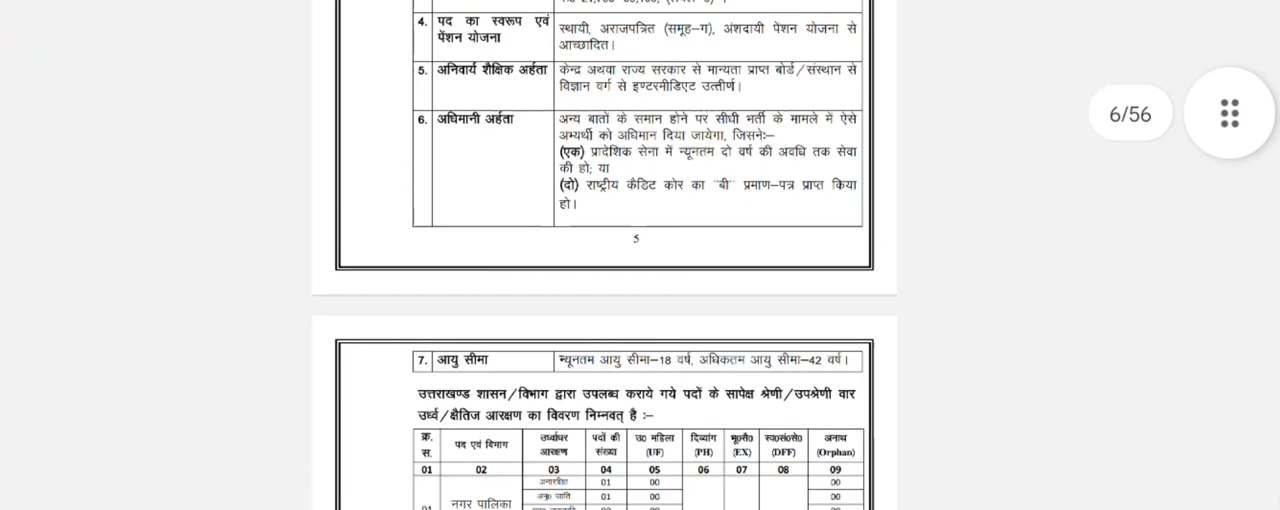 4. पद का स्वरूप एवं पेंशन योजना
स्थायी, अराजपत्रित (समूह–ग), अंशदायी पेंशन योजना से
आच्छादित।
5. अनिवार्य शैक्षिक अर्हता
केन्द्र अथवा राज्य सरकार से मान्यता प्राप्त बोर्ड/संस्थान से
विज्ञान वर्ग से इण्टरमीडिएट उत्तीर्ण।
6. अधिमानी अर्हता
अन्य बातों के समान होने पर सीधी भर्ती के मामले में ऐसे
अभ्यर्थी को अधिमान दिया जायेगा, जिसने:–
(एक) प्रादेशिक सेना में न्यूनतम दो वर्ष की अवधि तक सेवा
की हो; या
(दो) राष्ट्रीय कैडिट कोर का "बी" प्रमाण–पत्र प्राप्त किया
हो।
5
6/56
7. आयु सीमा
न्यूनतम आयु सीमा–18 वर्ष, अधिकतम आयु सीमा–42 वर्ष।
उत्तराखण्ड शासन/विभाग द्वारा उपलब्ध कराये गये पदों के सापेक्ष श्रेणी/उपश्रेणी वार
उर्ध्व/क्षैतिज आरक्षण का विवरण निम्नवत् है :–
क्र. स. पद एवं विभाग उर्ध्वाधर आरक्षण पदों की संख्या उ0 महिला (UF) दिव्यांग (PH) भू0सै0 (EX) स्व0सं0से0 (DFF) अनाथ (Orphan)
01 02 03 04 05 06 07 08 09
अनारक्षित 01 00 00
अनु0 जाति 01 00 00
नगर पालिका